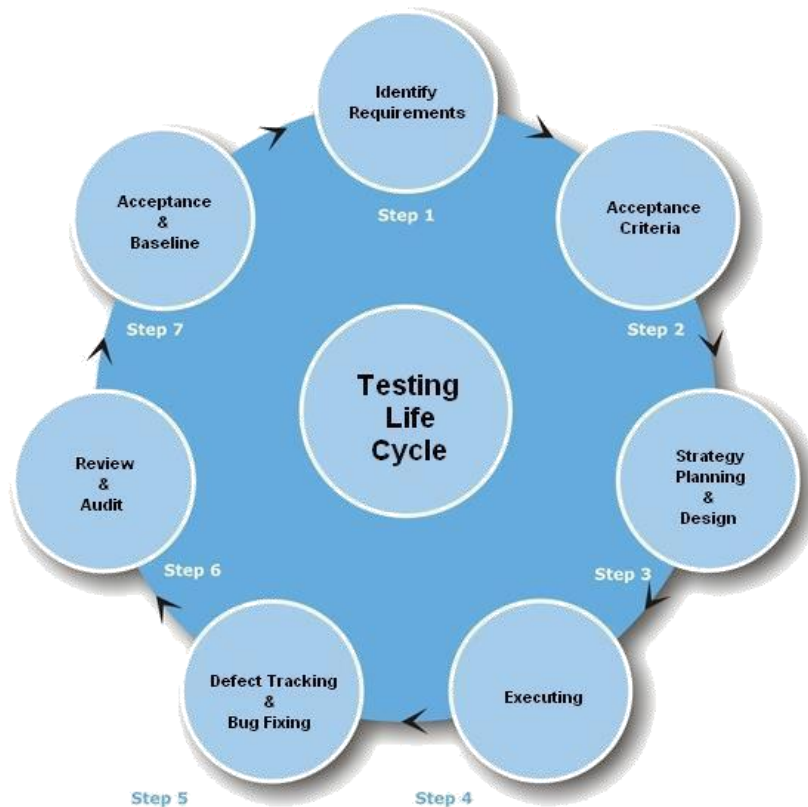 Identify
Requirements
Step 1
Acceptance
Criteria
Step 2
Strategy
Planning
&
Design
Step 3
Executing
Step 4
Defect Tracking
&
Bug Fixing
Step 5
Review
&
Audit
Step 6
Acceptance
&
Baseline
Step 7
Testing
Life
Cycle